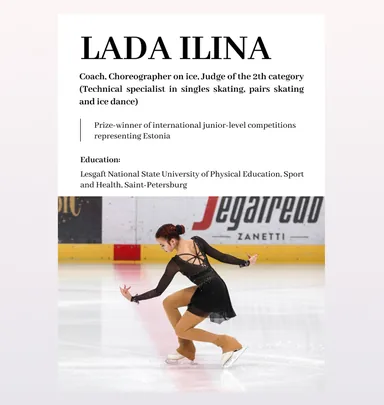 LADA ILINA
Coach, Choreographer on ice, Judge of the 2th category
(Technical specialist in singles skating, pairs skating
and ice dance)
Prize-winner of international junior-level competitions
representing Estonia
Education:
Lesgaft National State University of Physical Education, Sport
and Health, Saint-Petersburg
segafredo
ZANETTI